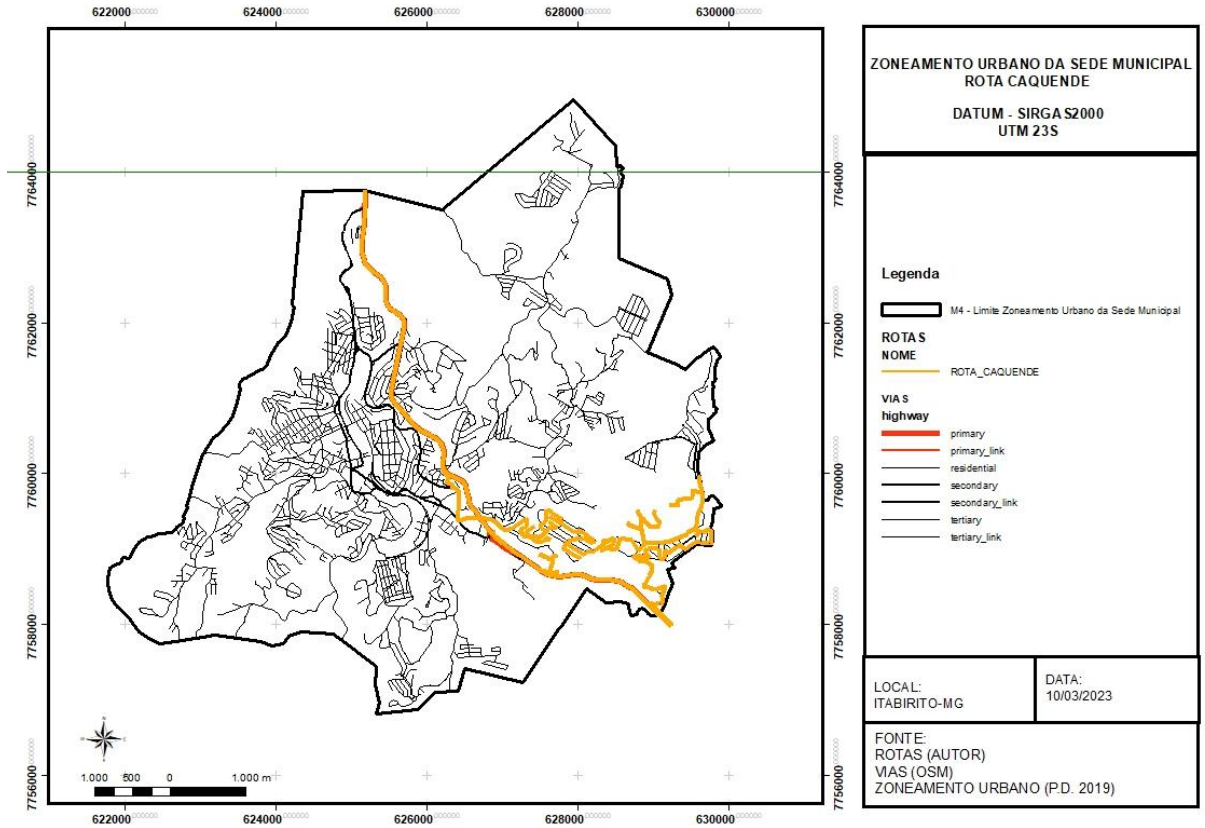 622000 624000 626000 628000 630000
7764000 7764000
7762000 7762000
7760000 7760000
7758000 7758000
7756000 7756000
N
1.000 500 0 1.000 m
622000 624000 626000 628000 630000
ZONEAMENTO URBANO DA SEDE MUNICIPAL
ROTA CAQUENDE
DATUM - SIRGAS2000
UTM 23S
Legenda
M4 - Limite Zoneamento Urbano da Sede Municipal
ROTAS
NOME
ROTA_CAQUENDE
VIAS
highway
primary
primary_link
residential
secondary
secondary_link
tertiary
tertiary_link
LOCAL:
ITABIRITO-MG
DATA:
10/03/2023
FONTE:
ROTAS (AUTOR)
VIAS (OSM)
ZONEAMENTO URBANO (P.D. 2019)